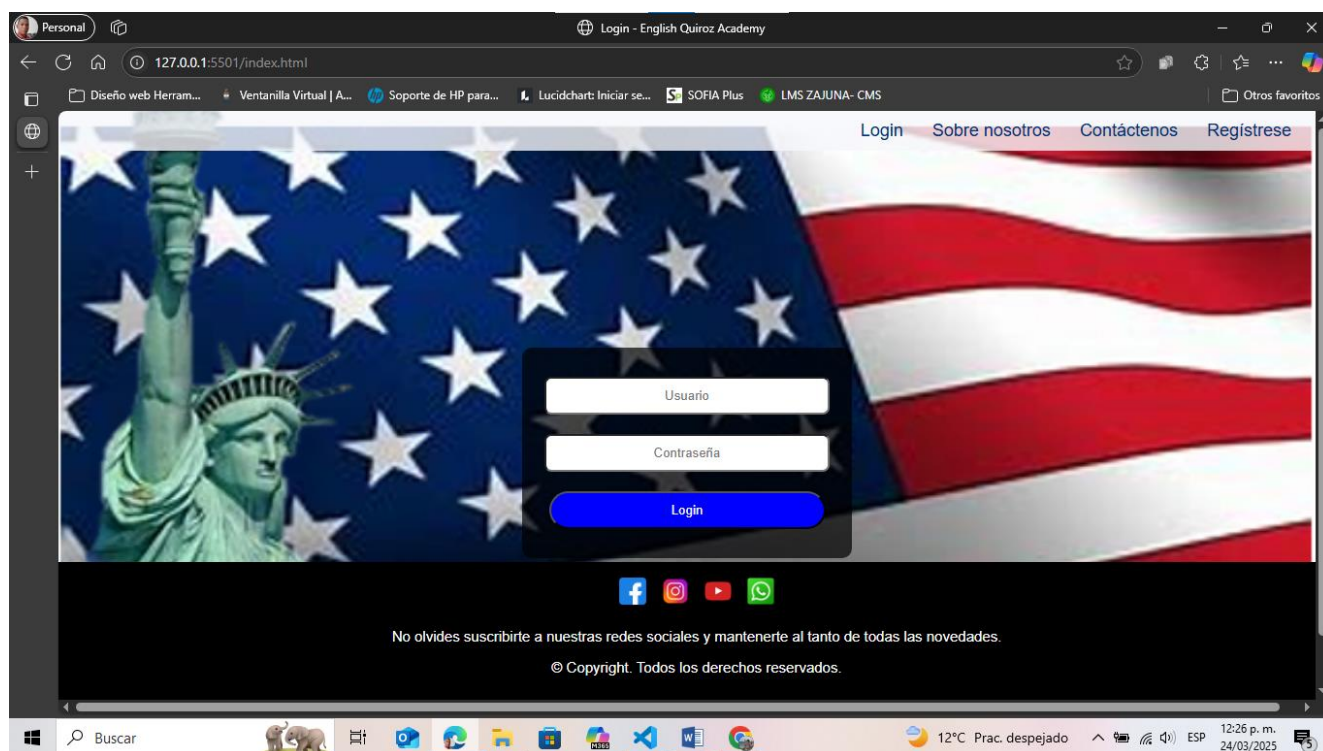 Personal
Login - English Quiroz Academy
127.0.0.1:5501/index.html
Diseño web Herram... Ventanilla Virtual | A... Soporte de HP para... Lucidchart: Iniciar se... SOFIA Plus LMS ZAJUNA- CMS Otros favoritos
Login Sobre nosotros Contáctenos Regístrese
Usuario
Contraseña
Login
No olvides suscribirte a nuestras redes sociales y mantenerte al tanto de todas las novedades.
© Copyright. Todos los derechos reservados.
Buscar M365 12°C Prac. despejado ESP 12:26 p. m.
24/03/2025 5